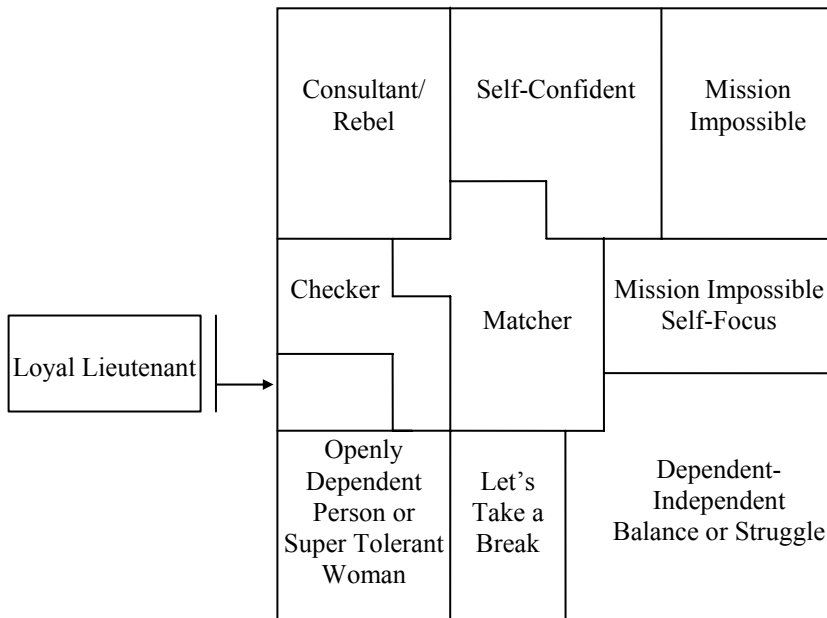 Consultant/
Rebel
Self-Confident
Mission
Impossible
Checker
Matcher
Mission Impossible
Self-Focus
Loyal Lieutenant
Openly
Dependent
Person or
Super Tolerant
Woman
Let’s
Take a
Break
Dependent-
Independent
Balance or Struggle